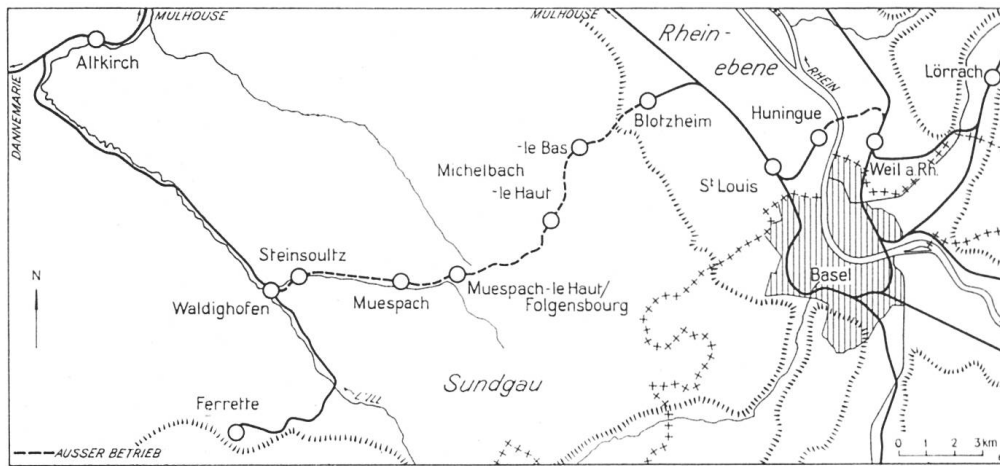 MULHOUSE
MULHOUSE
Altkirch
DANNEMARIE
Rhein-
ebene
RHEIN
Lörrach
Blotzheim
Huningue
-le Bas
Michelbach
-le Haut
St Louis
Weil a Rh.
Steinsoultz
Waldighofen
Muespach
Muespach-le Haut/
Folgensbourg
Basel
N
Sundgau
Ferrette
L'ILL
AUSSER BETRIEB
0 1 2 3 km